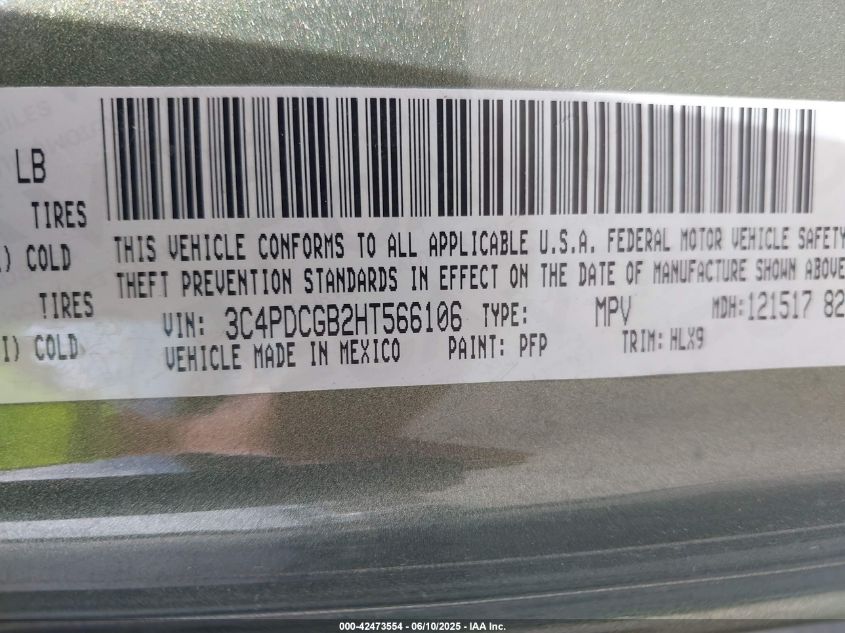 LB
TIRES
) COLD
TIRES
I) COLD
THIS VEHICLE CONFORMS TO ALL APPLICABLE U.S.A. FEDERAL MOTOR VEHICLE SAFETY
THEFT PREVENTION STANDARDS IN EFFECT ON THE DATE OF MANUFACTURE SHOWN ABOVE
VIN: 3C4PDCGB2HT566106 TYPE: MPV MDH:121517 82
VEHICLE MADE IN MEXICO PAINT: PFP TRIM: HLX9
000-42473554 - 06/10/2025 - IAA Inc.